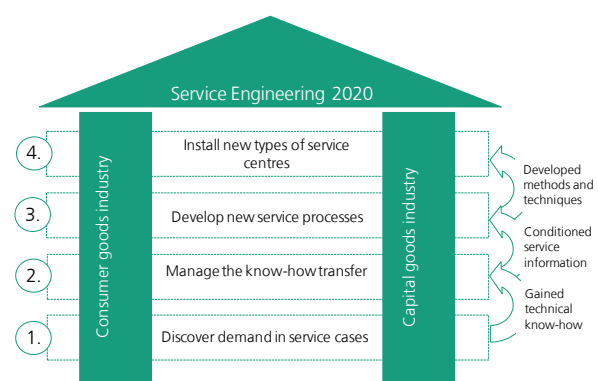 Service Engineering 2020
4.
Install new types of service
centres
Developed
methods and
techniques
3.
Develop new service processes
Conditioned
service
information
2.
Manage the know-how transfer
Gained
technical
know-how
1.
Discover demand in service cases
Consumer goods industry
Capital goods industry